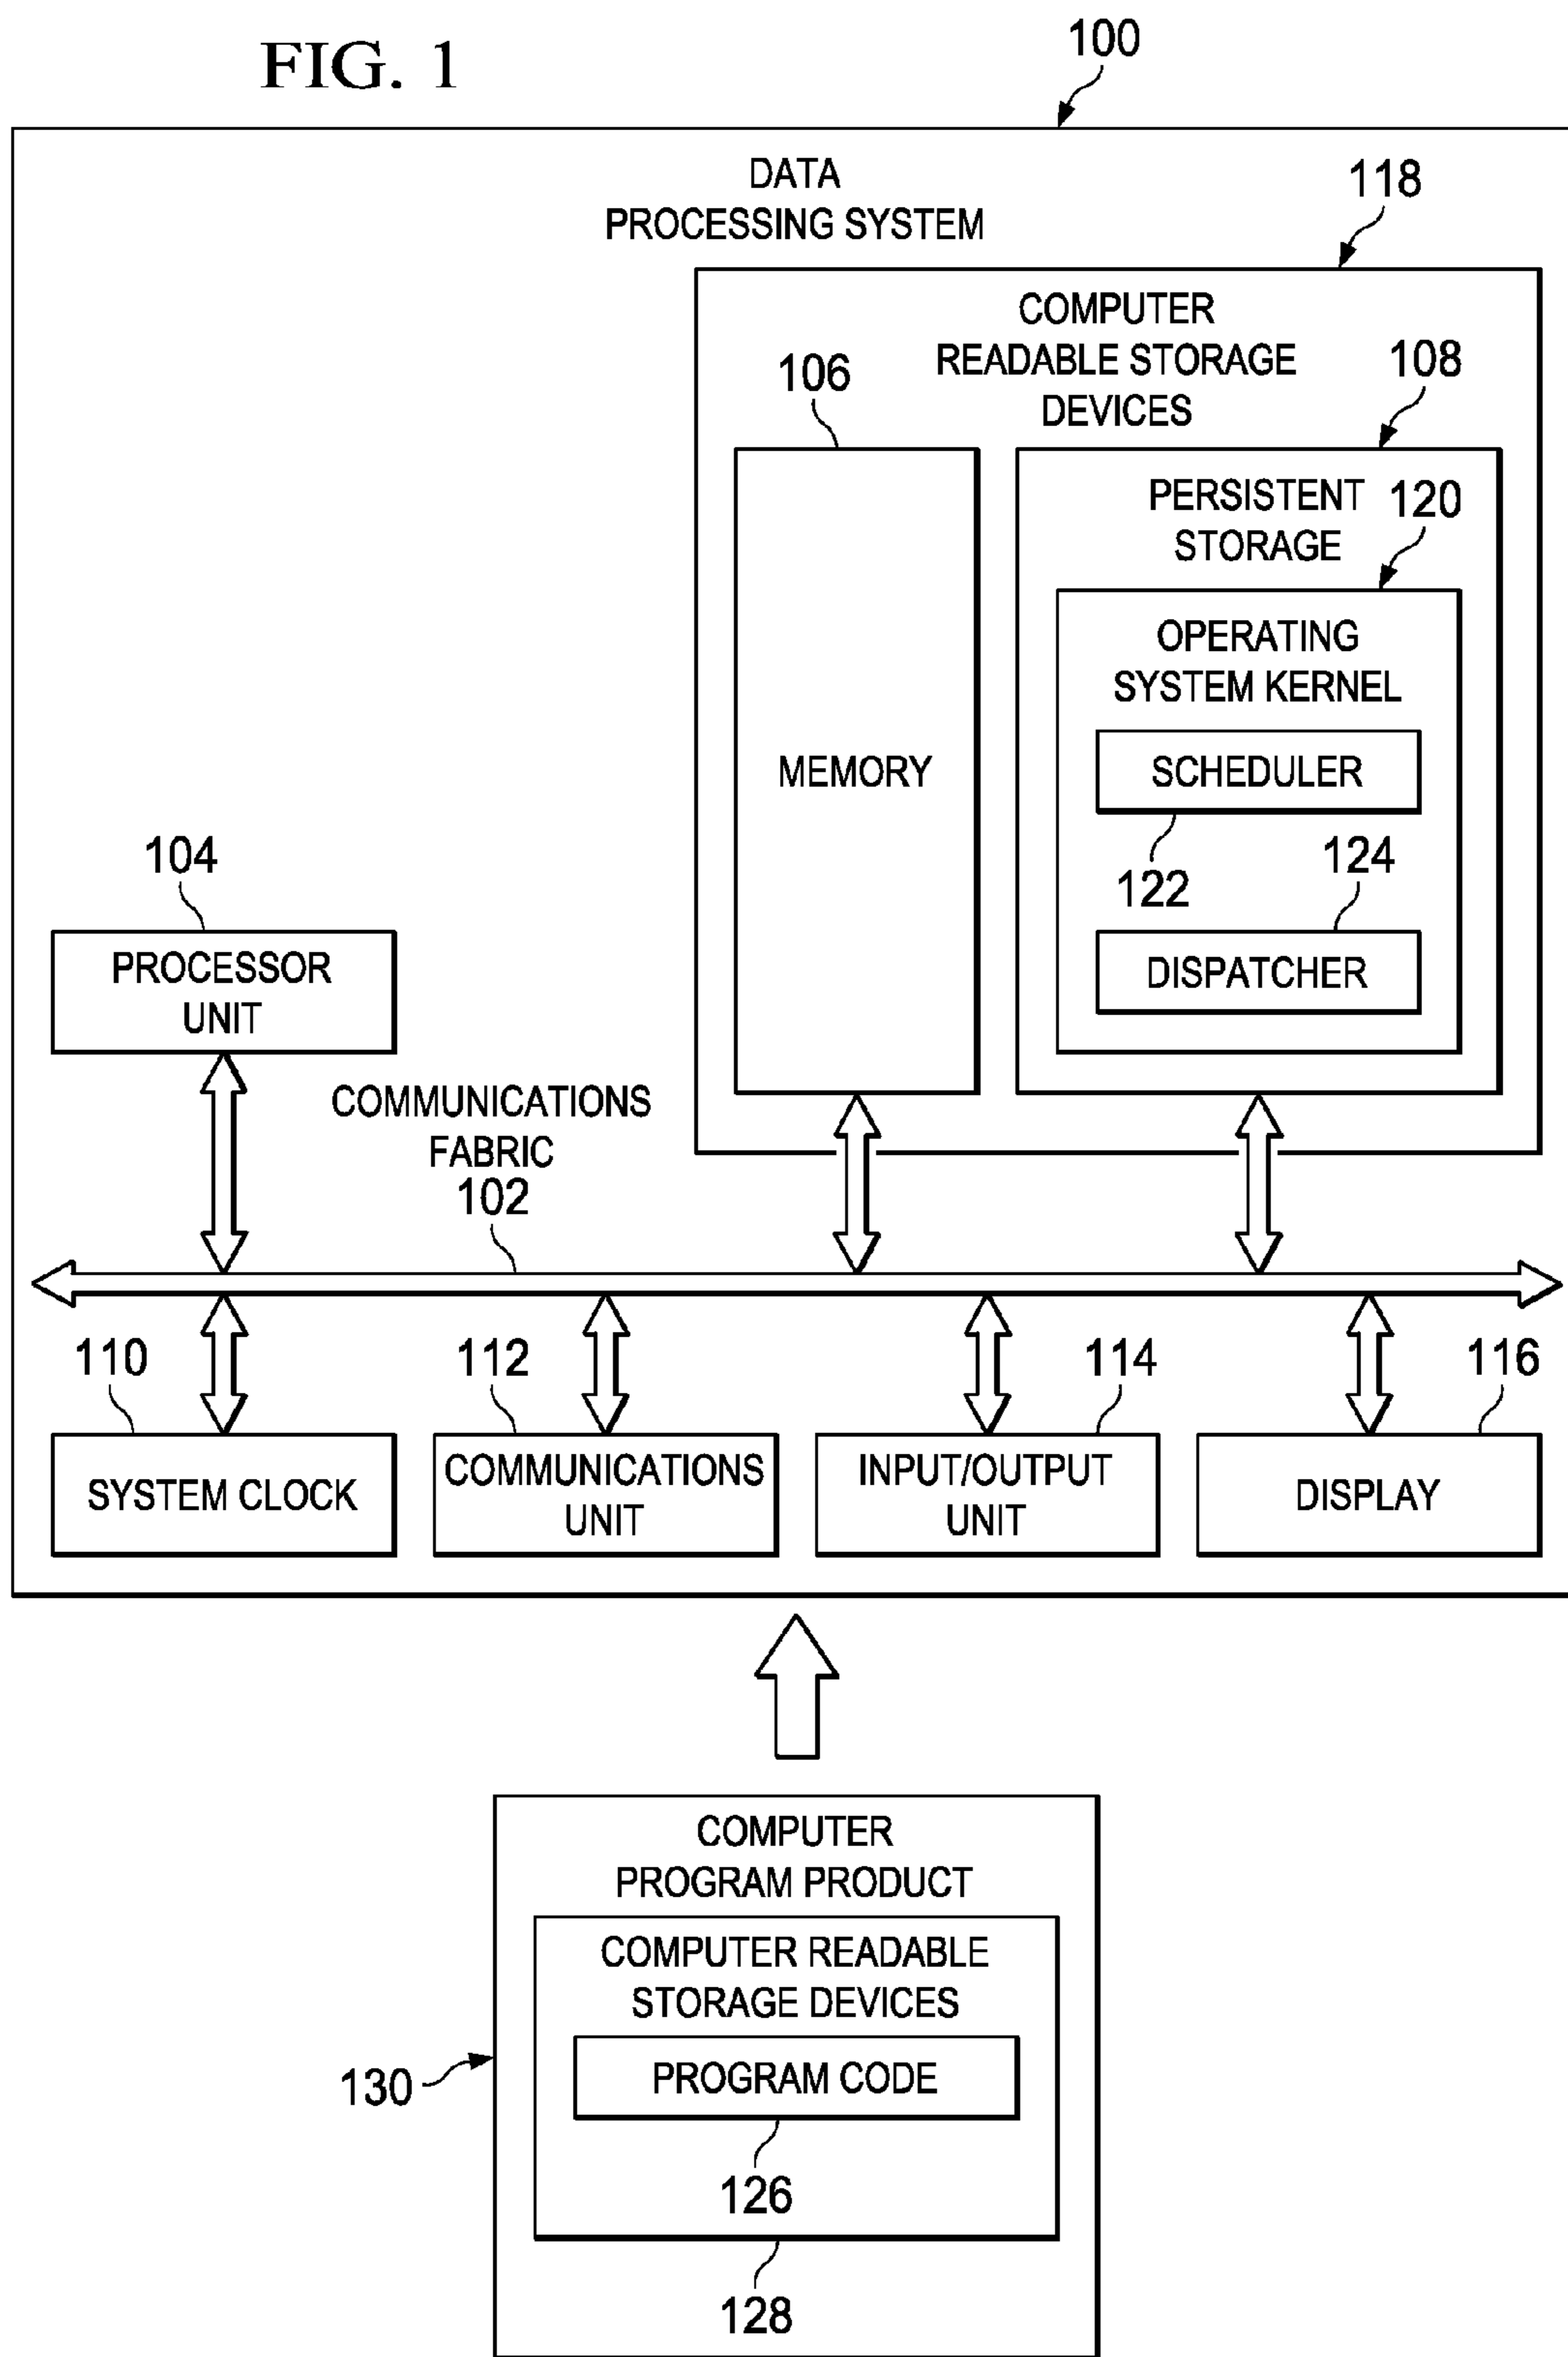 FIG. 1
100
DATA
PROCESSING SYSTEM
118
COMPUTER
READABLE STORAGE
DEVICES
106
108
MEMORY
PERSISTENT
STORAGE
120
OPERATING
SYSTEM KERNEL
SCHEDULER
122
124
DISPATCHER
104
PROCESSOR
UNIT
COMMUNICATIONS
FABRIC
102
110
SYSTEM CLOCK
112
COMMUNICATIONS
UNIT
114
INPUT/OUTPUT
UNIT
116
DISPLAY
COMPUTER
PROGRAM PRODUCT
COMPUTER READABLE
STORAGE DEVICES
PROGRAM CODE
130
126
128